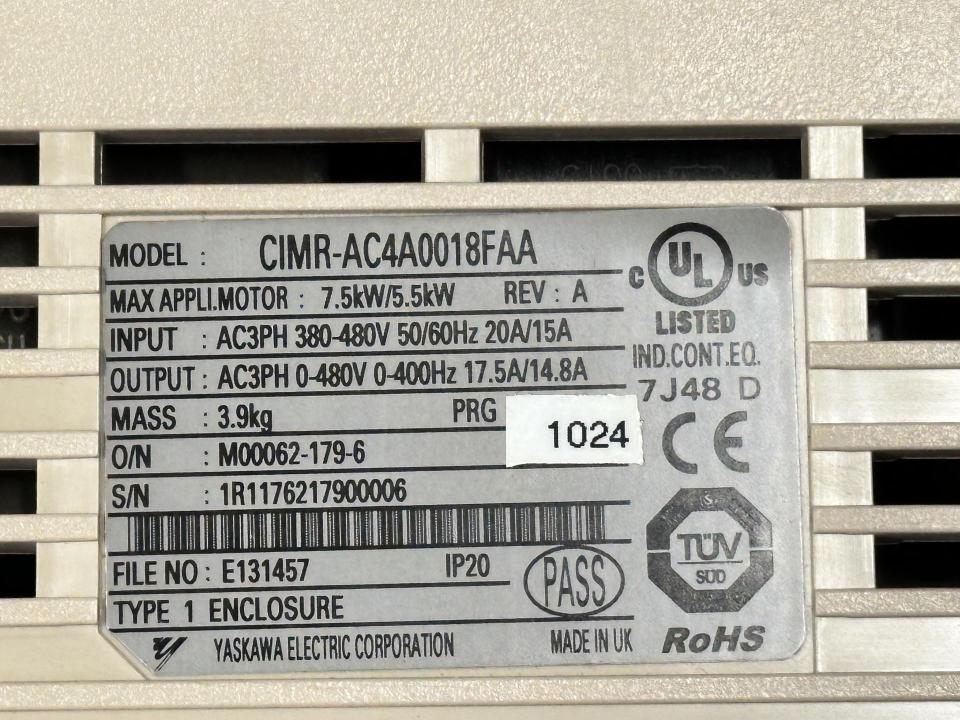 MODEL : CIMR-AC4A0018FAA
MAX APPLI.MOTOR : 7.5kW/5.5kW REV : A
INPUT : AC3PH 380-480V 50/60Hz 20A/15A
OUTPUT : AC3PH 0-480V 0-400Hz 17.5A/14.8A
MASS : 3.9kg PRG 1024
O/N : M00062-179-6
S/N : 1R1176217900006
FILE NO : E131457 IP20
TYPE 1 ENCLOSURE
PASS
YASKAWA ELECTRIC CORPORATION MADE IN UK
C UL US
LISTED
IND.CONT.EQ.
7J48 D
CE
TÜV
SÜD
RoHS